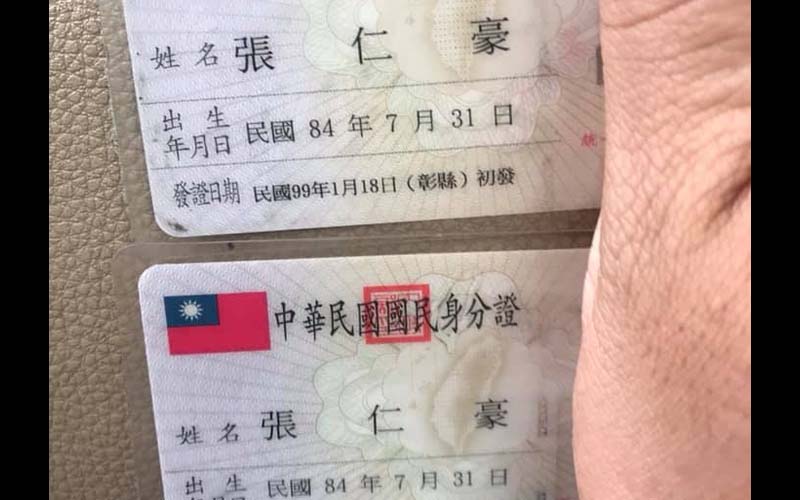 姓名 張仁豪
出生年月日 民國 84 年 7 月 31 日
發證日期 民國99年1月18日(彰縣)初發
中華民國國民身分證
姓名 張仁豪
出生 民國 84 年 7 月 31 日